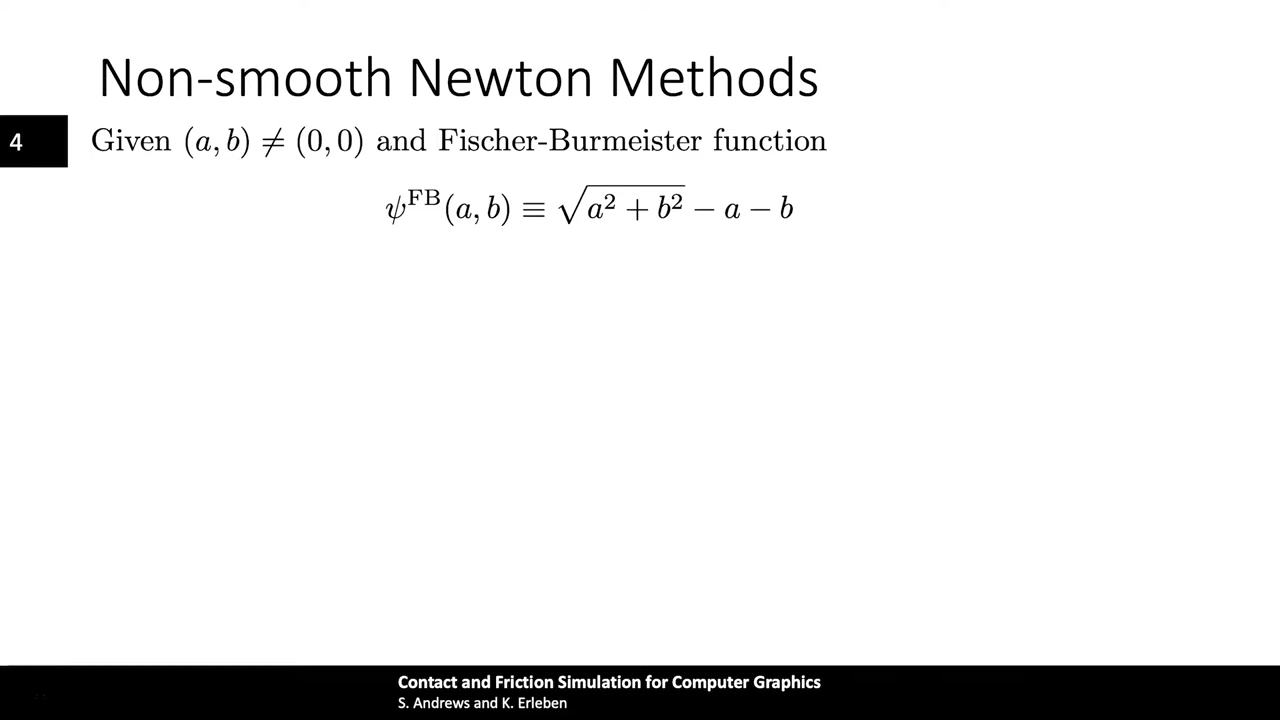 Non-smooth Newton Methods
4
Given (a, b) ≠ (0, 0) and Fischer-Burmeister function
ψ^FB(a, b) ≡ √(a² + b²) − a − b
Contact and Friction Simulation for Computer Graphics
S. Andrews and K. Erleben